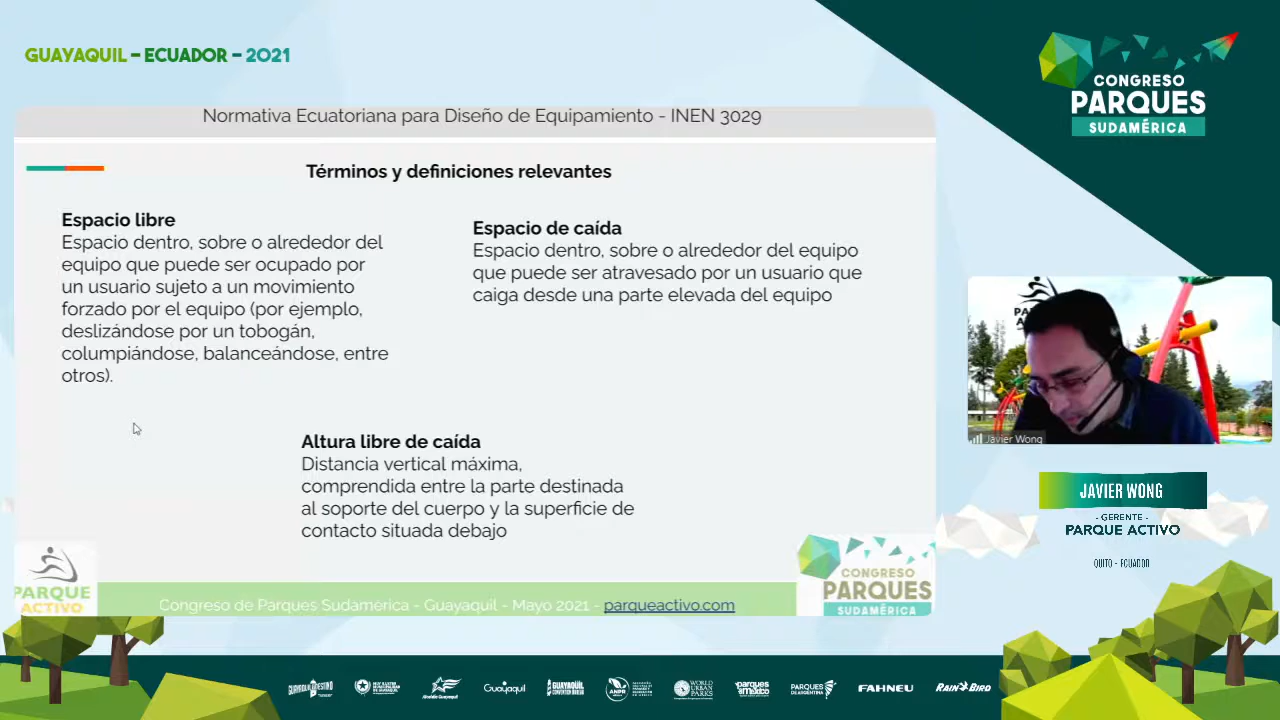 GUAYAQUIL – ECUADOR – 2021
CONGRESO
PARQUES
SUDAMÉRICA
Normativa Ecuatoriana para Diseño de Equipamiento - INEN 3029
Términos y definiciones relevantes
Espacio libre
Espacio dentro, sobre o alrededor del
equipo que puede ser ocupado por
un usuario sujeto a un movimiento
forzado por el equipo (por ejemplo,
deslizándose por un tobogán,
columpiándose, balanceándose, entre
otros).
Espacio de caída
Espacio dentro, sobre o alrededor del equipo
que puede ser atravesado por un usuario que
caiga desde una parte elevada del equipo
Altura libre de caída
Distancia vertical máxima,
comprendida entre la parte destinada
al soporte del cuerpo y la superficie de
contacto situada debajo
PARQUE
ACTIVO
Congreso de Parques Sudamérica - Guayaquil - Mayo 2021 - parqueactivo.com
CONGRESO
PARQUES
SUDAMÉRICA
Javier Wong
JAVIER WONG
- GERENTE -
PARQUE ACTIVO
QUITO - ECUADOR
Guayaquil
WORLD
URBAN
PARKS
FAHNEU
RAIN BIRD